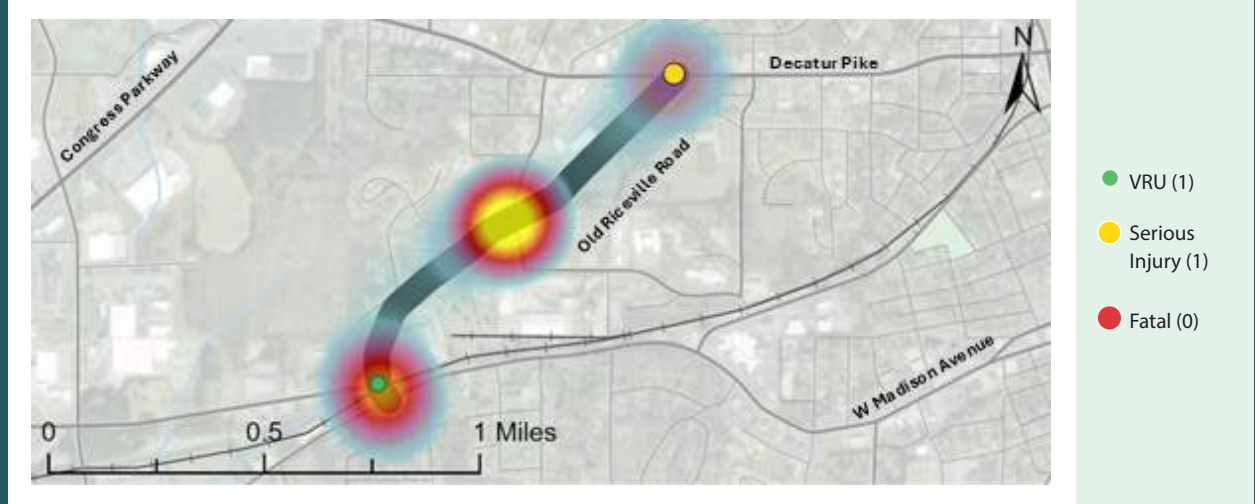 N
Decatur Pike
Congress Parkway
Old Riceville Road
W Madison Avenue
0 0.5 1 Miles
VRU (1)
Serious
Injury (1)
Fatal (0)